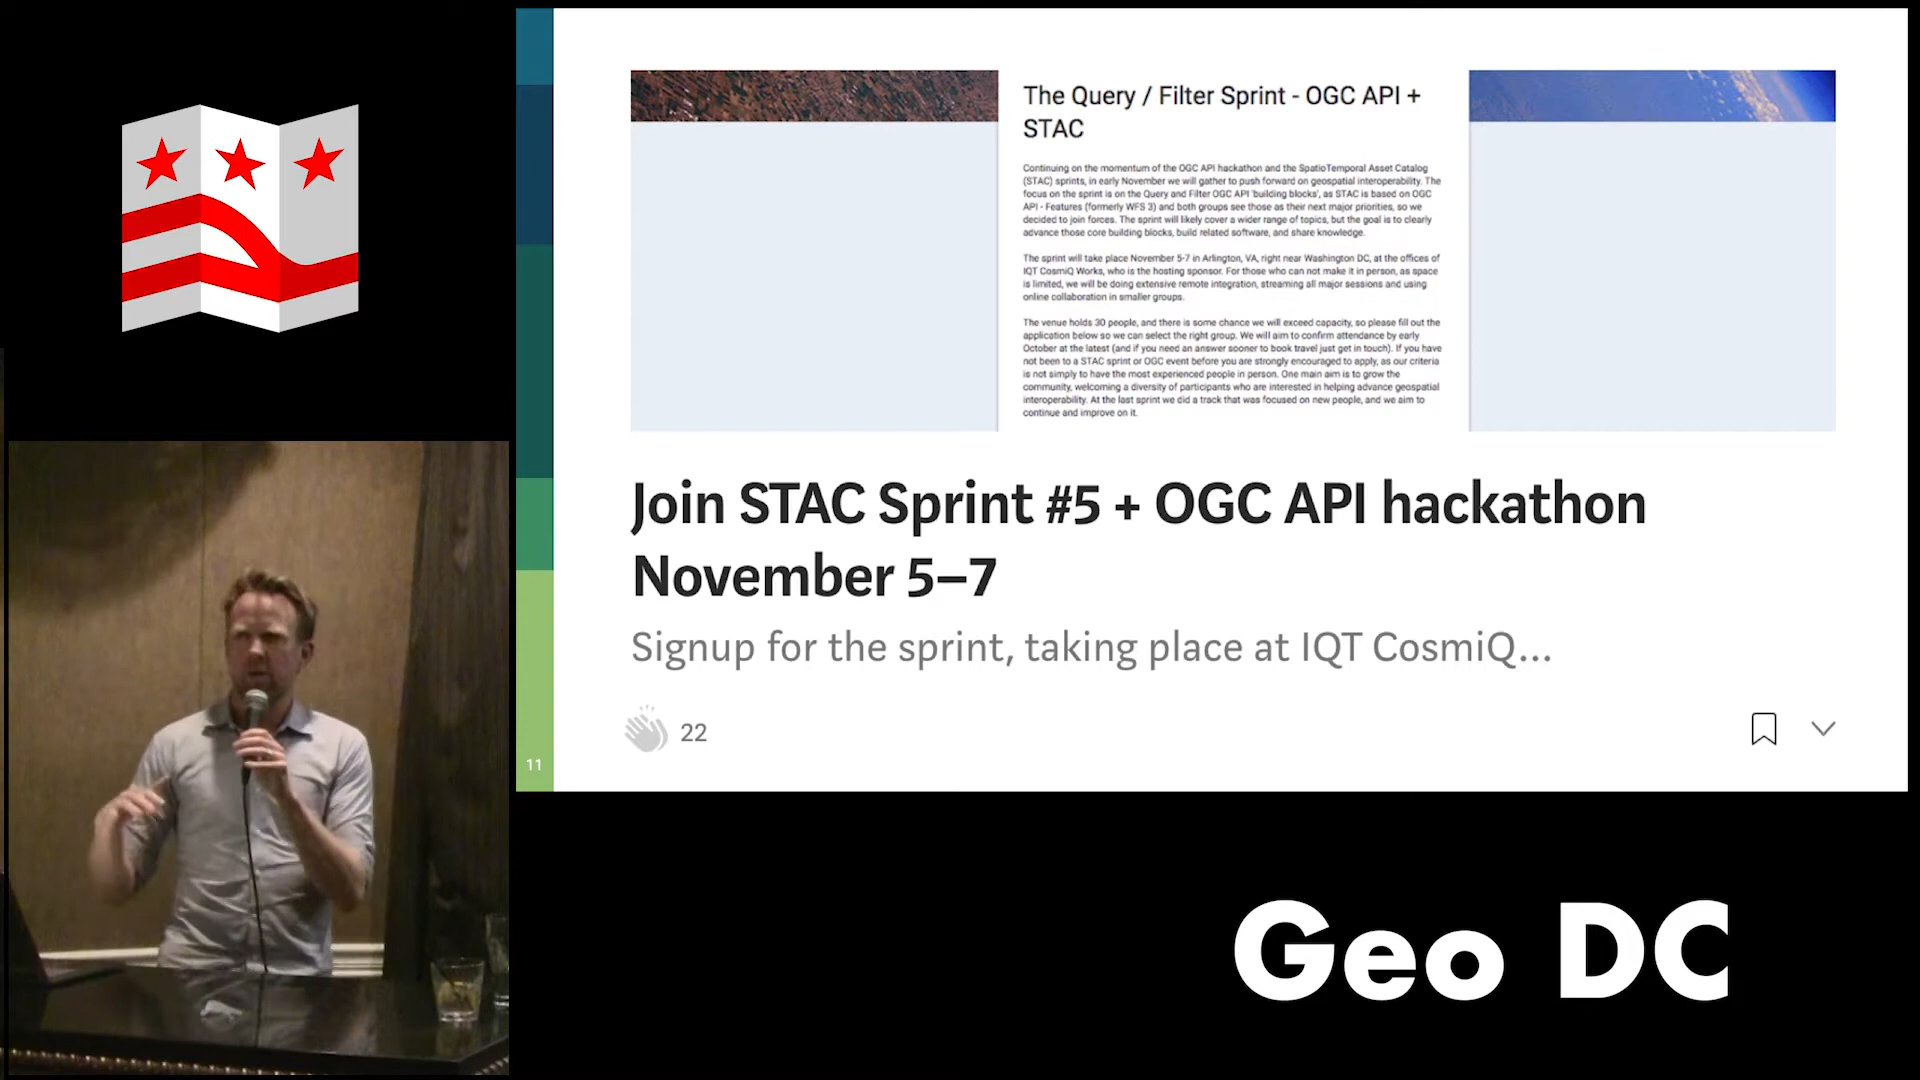 The Query / Filter Sprint - OGC API +
STAC
Continuing on the momentum of the OGC API hackathon and the SpatioTemporal Asset Catalog
(STAC) sprints, in early November we will gather to push forward on geospatial interoperability. The
focus on the sprint is on the Query and Filter OGC API 'building blocks', as STAC is based on OGC
API - Features (formerly WFS 3) and both groups see those as their next major priorities, so we
decided to join forces. The sprint will likely cover a wider range of topics, but the goal is to clearly
advance those core building blocks, build related software, and share knowledge.
The sprint will take place November 5-7 in Arlington, VA, right near Washington DC, at the offices of
IQT CosmiQ Works, who is the hosting sponsor. For those who can not make it in person, as space
is limited, we will be doing extensive remote integration, streaming all major sessions and using
online collaboration in smaller groups.
The venue holds 30 people, and there is some chance we will exceed capacity, so please fill out the
application below so we can select the right group. We will aim to confirm attendance by early
October at the latest (and if you need an answer sooner to book travel just get in touch). If you have
not been to a STAC sprint or OGC event before you are strongly encouraged to apply, as our criteria
is not simply to have the most experienced people in person. One main aim is to grow the
community, welcoming a diversity of participants who are interested in helping advance geospatial
interoperability. At the last sprint we did a track that was focused on new people, and we aim to
continue and improve on it.
Join STAC Sprint #5 + OGC API hackathon
November 5–7
Signup for the sprint, taking place at IQT CosmiQ...
22
11
Geo DC